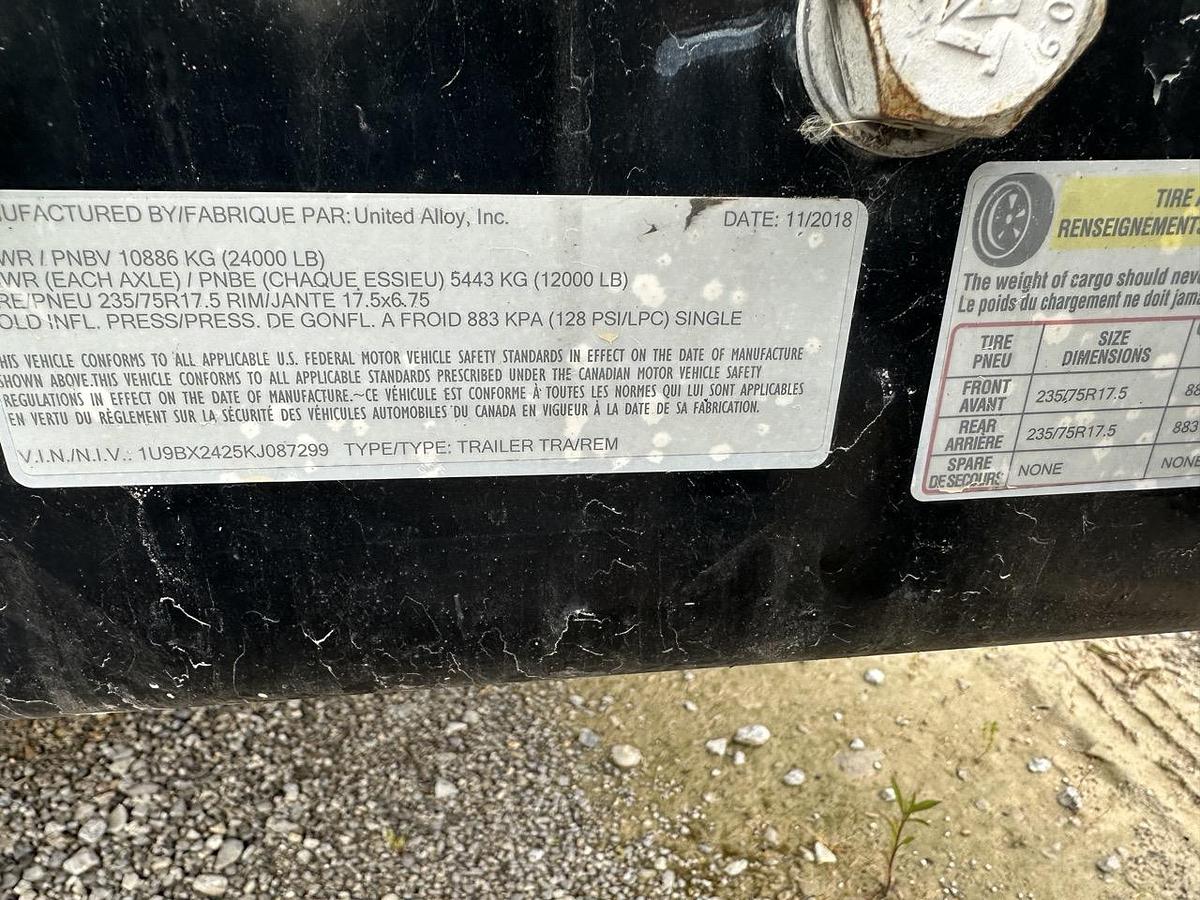 UFACTURED BY/FABRIQUE PAR: United Alloy, Inc. DATE: 11/2018
WR / PNBV 10886 KG (24000 LB)
WR (EACH AXLE) / PNBE (CHAQUE ESSIEU) 5443 KG (12000 LB)
RE/PNEU 235/75R17.5 RIM/JANTE 17.5x6.75
OLD INFL. PRESS/PRESS. DE GONFL. A FROID 883 KPA (128 PSI/LPC) SINGLE
HIS VEHICLE CONFORMS TO ALL APPLICABLE U.S. FEDERAL MOTOR VEHICLE SAFETY STANDARDS IN EFFECT ON THE DATE OF MANUFACTURE
SHOWN ABOVE.THIS VEHICLE CONFORMS TO ALL APPLICABLE STANDARDS PRESCRIBED UNDER THE CANADIAN MOTOR VEHICLE SAFETY
REGULATIONS IN EFFECT ON THE DATE OF MANUFACTURE.~CE VÉHICULE EST CONFORME À TOUTES LES NORMES QUI LUI SONT APPLICABLES
EN VERTU DU RÈGLEMENT SUR LA SÉCURITÉ DES VÉHICULES AUTOMOBILES DU CANADA EN VIGUEUR À LA DATE DE SA FABRICATION.
V.I.N./N.I.V.: 1U9BX2425KJ087299 TYPE/TYPE: TRAILER TRA/REM
TIRE
RENSEIGNEMENTS
The weight of cargo should neve
Le poids du chargement ne doit jama
TIRE PNEU
SIZE DIMENSIONS
FRONT AVANT 235/75R17.5 88
REAR ARRIÈRE 235/75R17.5 883
SPARE DE SECOURS NONE NONE